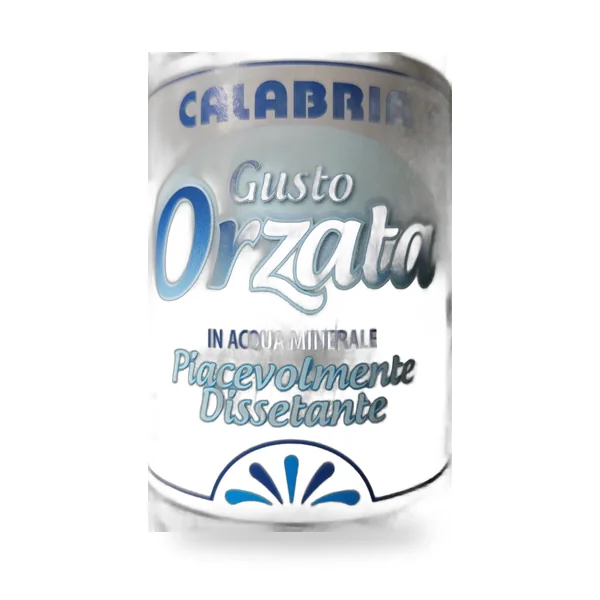 CALABRIA
Gusto
Orzata
IN ACQUA MINERALE
Piacevolmente
Dissetante